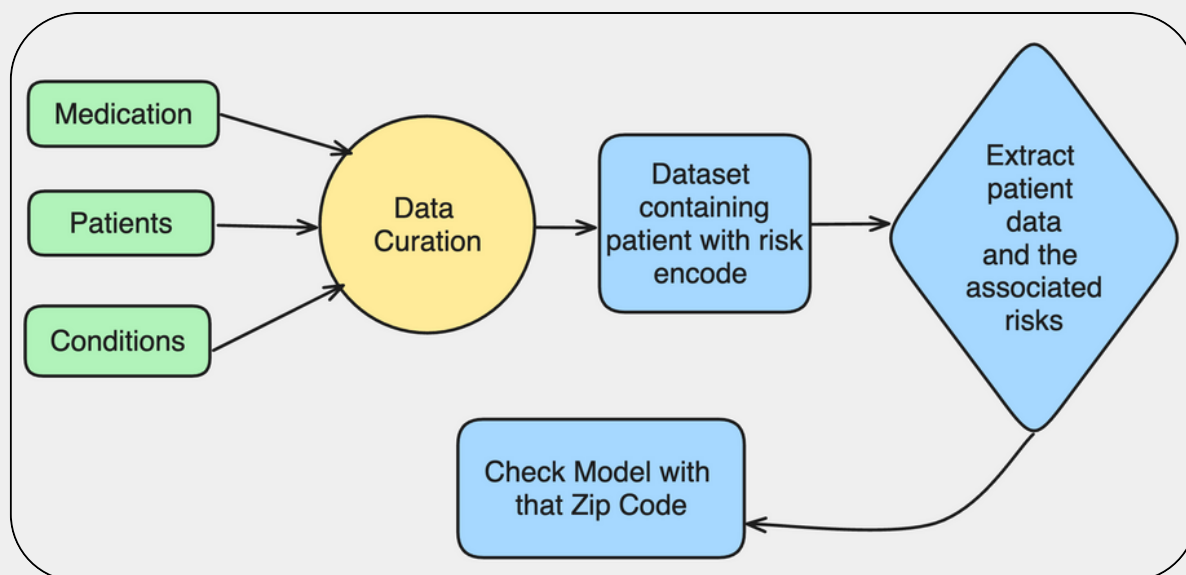 Medication
Patients
Conditions
Data
Curation
Dataset
containing
patient with risk
encode
Extract
patient
data
and the
associated
risks
Check Model with
that Zip Code